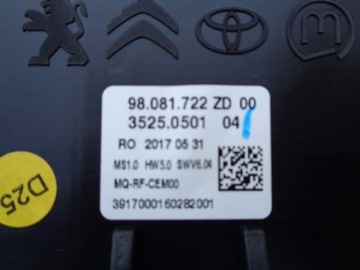 98.081.722 ZD 00
3525.0501 04
RO 2017 05 31
MS1.0 HW5.0 SWV6.04
MQ-RF-CEM00
3917000160282001
D25